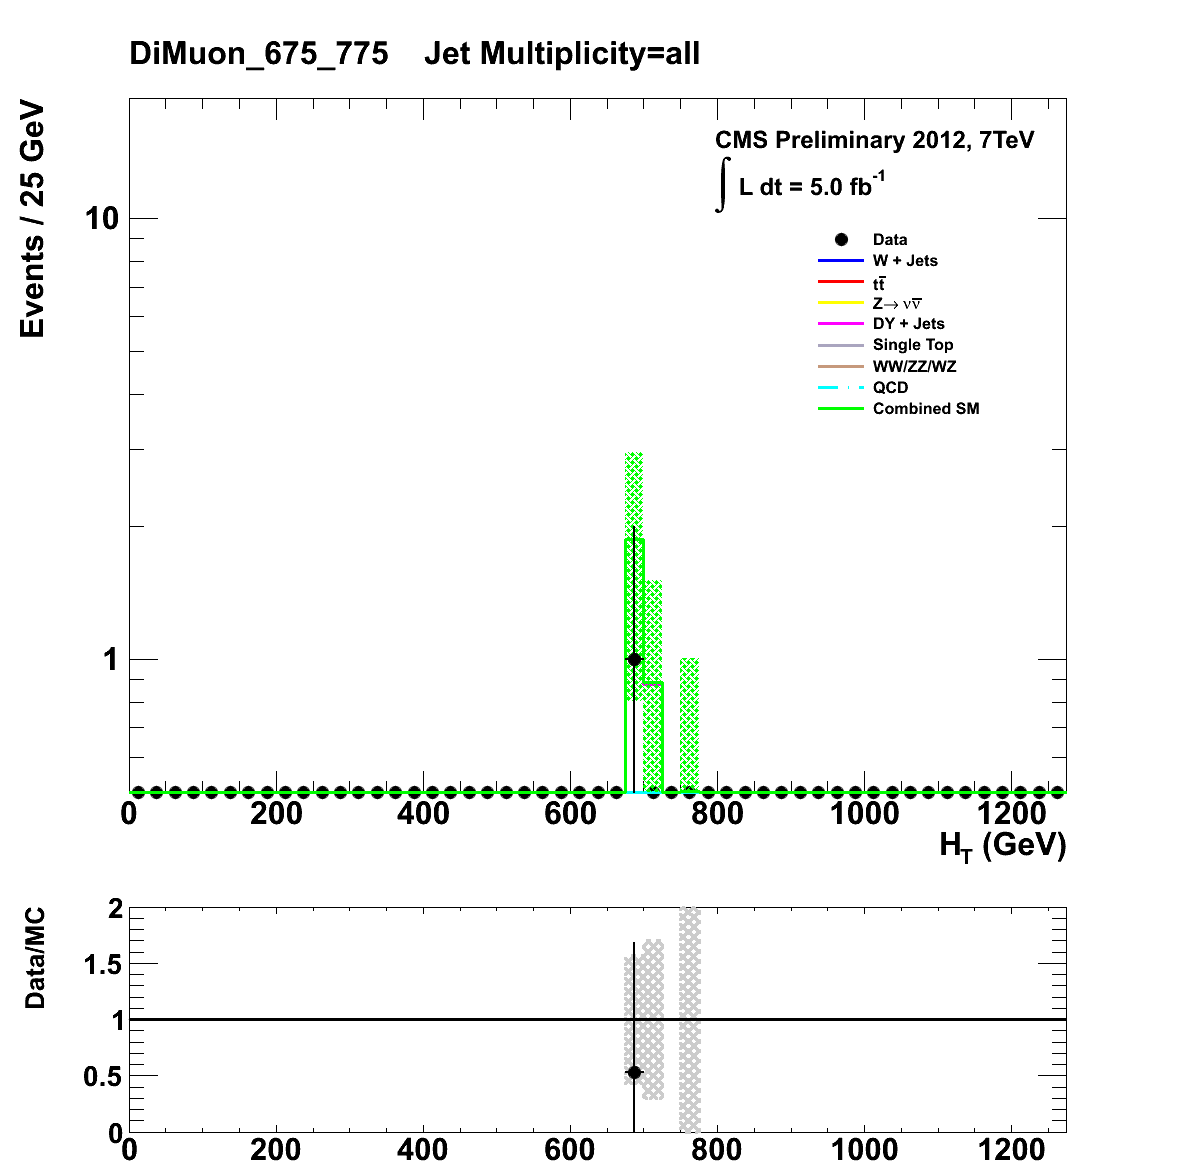 DiMuon_675_775 Jet Multiplicity=all
Events / 25 GeV
CMS Preliminary 2012, 7TeV
∫ L dt = 5.0 fb⁻¹
Data
W + Jets
tt̅
Z→ νν̅
DY + Jets
Single Top
WW/ZZ/WZ
QCD
Combined SM
10
1
0 200 400 600 800 1000 1200
H_T (GeV)
Data/MC
2
1.5
1
0.5
0
0 200 400 600 800 1000 1200